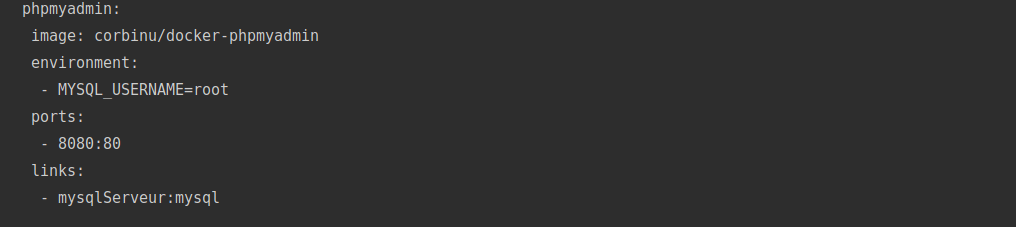 phpmyadmin:
 image: corbinu/docker-phpmyadmin
 environment:
  - MYSQL_USERNAME=root
 ports:
  - 8080:80
 links:
  - mysqlServeur:mysql